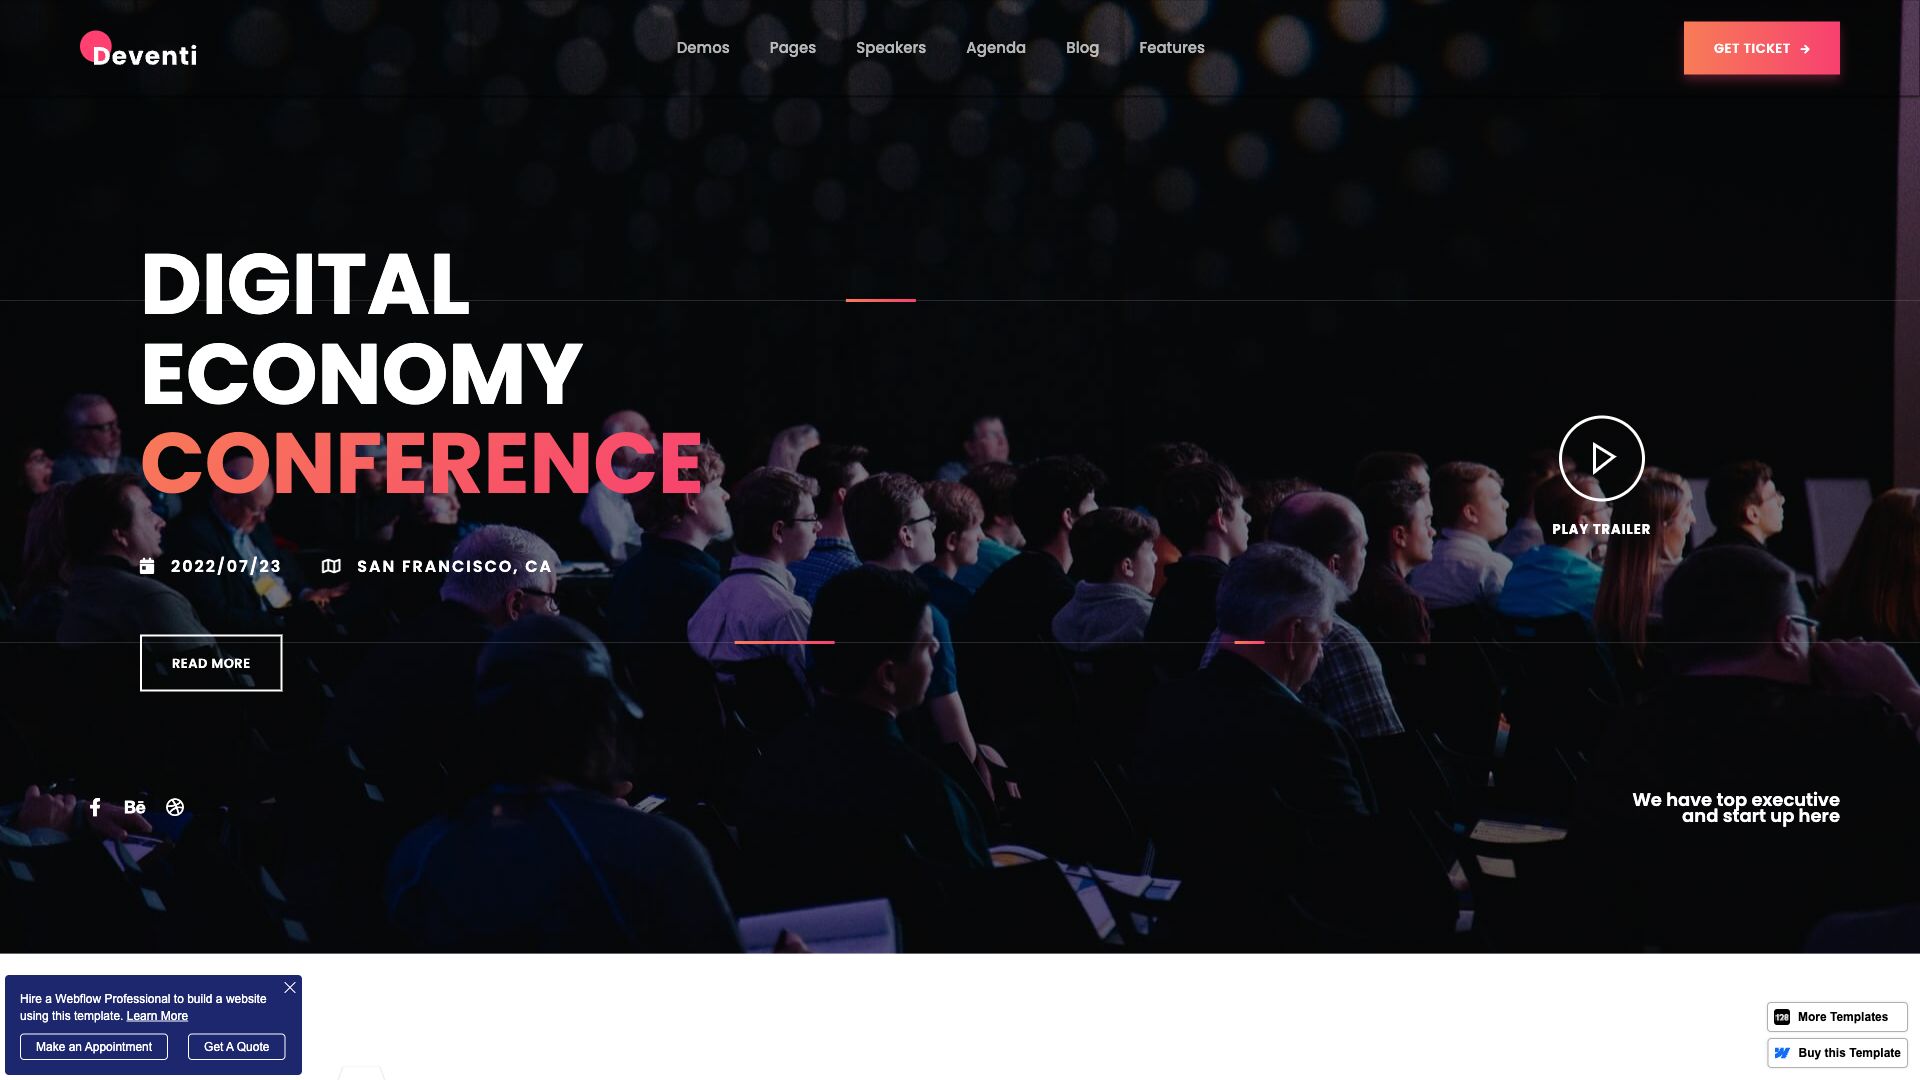 Deventi
Demos
Pages
Speakers
Agenda
Blog
Features
GET TICKET
DIGITAL
ECONOMY
CONFERENCE
PLAY TRAILER
2022/07/23
SAN FRANCISCO, CA
READ MORE
Bē
We have top executive
and start up here
Hire a Webflow Professional to build a website
using this template. Learn More
Make an Appointment
Get A Quote
128
More Templates
Buy this Template